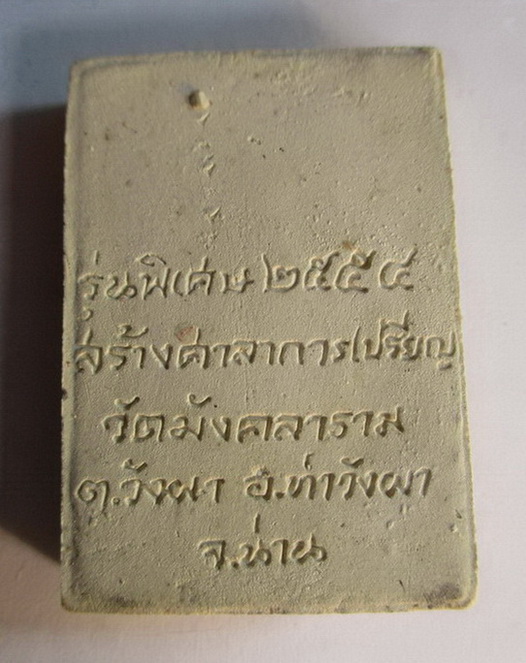 รุ่นพิเศษ ๒๕๕๔
สร้างศาลาการเปรียญ
วัดมังคลาราม
ต.วังผา อ.ท่าวังผา
จ.น่าน